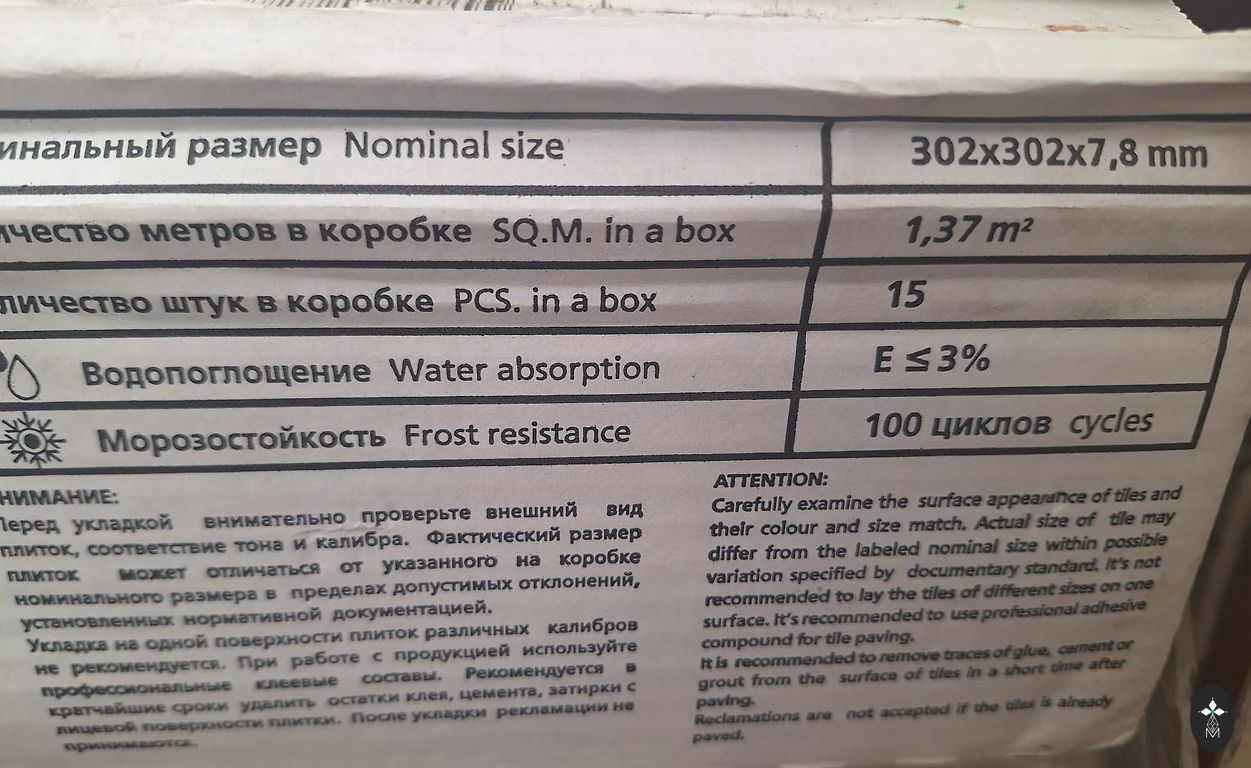 инальный размер Nominal size 302x302x7,8 mm
ичество метров в коробке SQ.M. in a box 1,37 m²
личество штук в коробке PCS. in a box 15
Водопоглощение Water absorption E ≤ 3%
Морозостойкость Frost resistance 100 циклов cycles
НИМАНИЕ:
Перед укладкой внимательно проверьте внешний вид
плиток, соответствие тона и калибра. Фактический размер
плиток может отличаться от указанного на коробке
номинального размера в пределах допустимых отклонений,
установленных нормативной документацией.
Укладка на одной поверхности плиток различных калибров
не рекомендуется. При работе с продукцией используйте
профессиональные клеевые составы. Рекомендуется в
кратчайшие сроки удалить остатки клея, цемента, затирки с
лицевой поверхности плитки. После укладки рекламации не
принимаются.
ATTENTION:
Carefully examine the surface appearance of tiles and
their colour and size match. Actual size of tile may
differ from the labeled nominal size within possible
variation specified by documentary standard. It's not
recommended to lay the tiles of different sizes on one
surface. It's recommended to use professional adhesive
compound for tile paving.
It is recommended to remove traces of glue, cement or
grout from the surface of tiles in a short time after
paving.
Reclamations are not accepted if the tiles is already
paved.
M